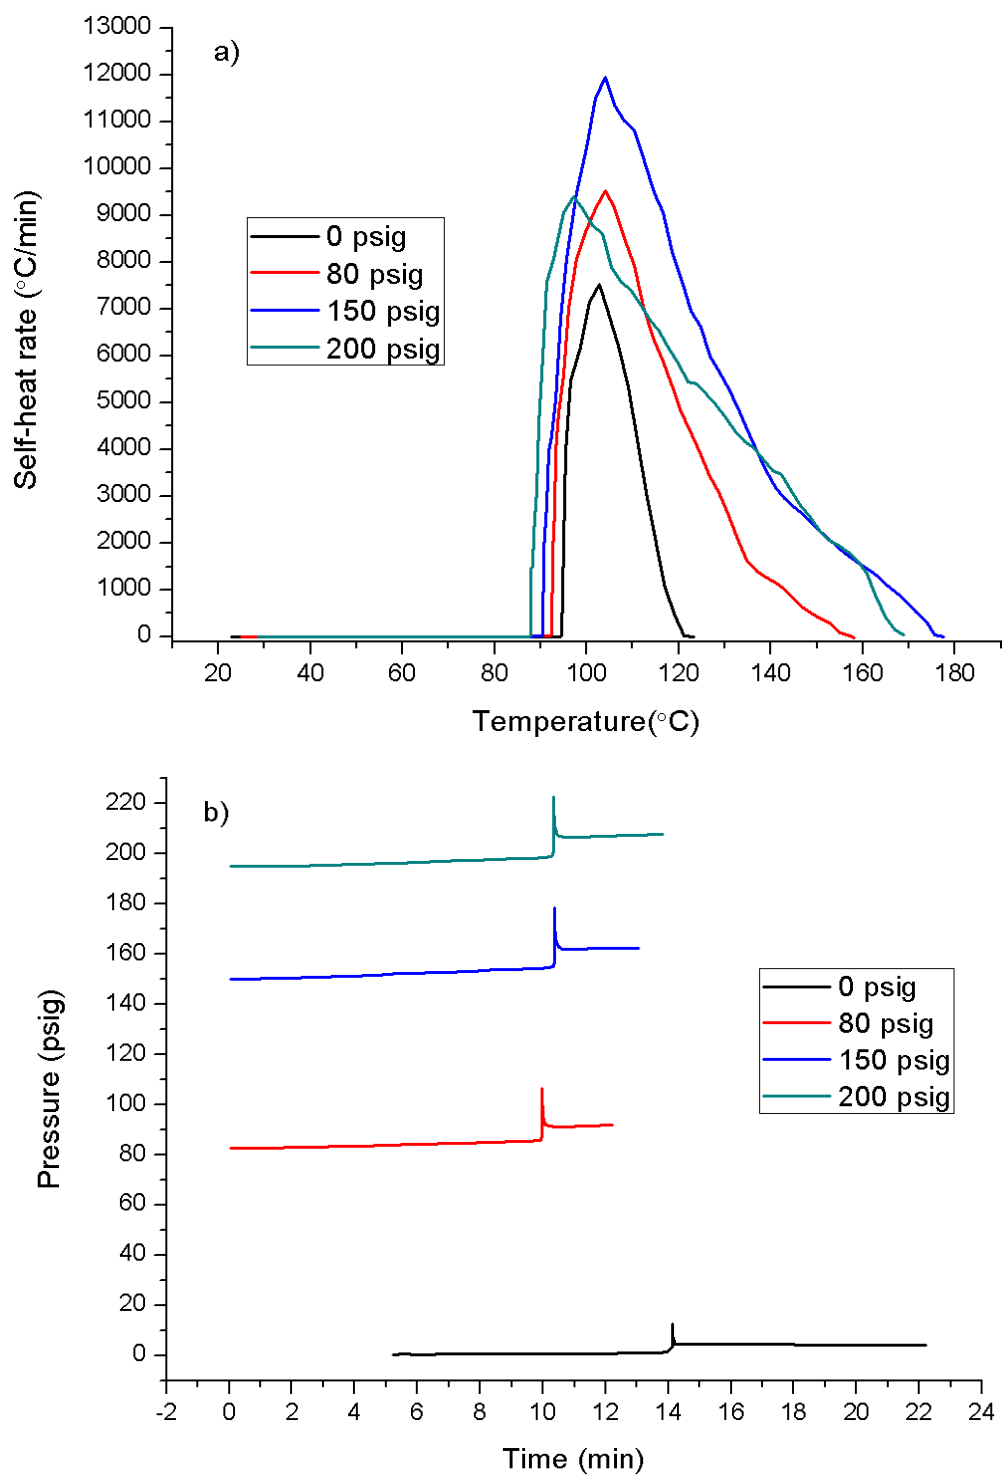 a)
13000
12000
11000
10000
9000
8000
7000
6000
5000
4000
3000
2000
1000
0
Self-heat rate (°C/min)
0 psig
80 psig
150 psig
200 psig
20 40 60 80 100 120 140 160 180
Temperature(°C)
b)
220
200
180
160
140
120
100
80
60
40
20
0
Pressure (psig)
0 psig
80 psig
150 psig
200 psig
-2 0 2 4 6 8 10 12 14 16 18 20 22 24
Time (min)